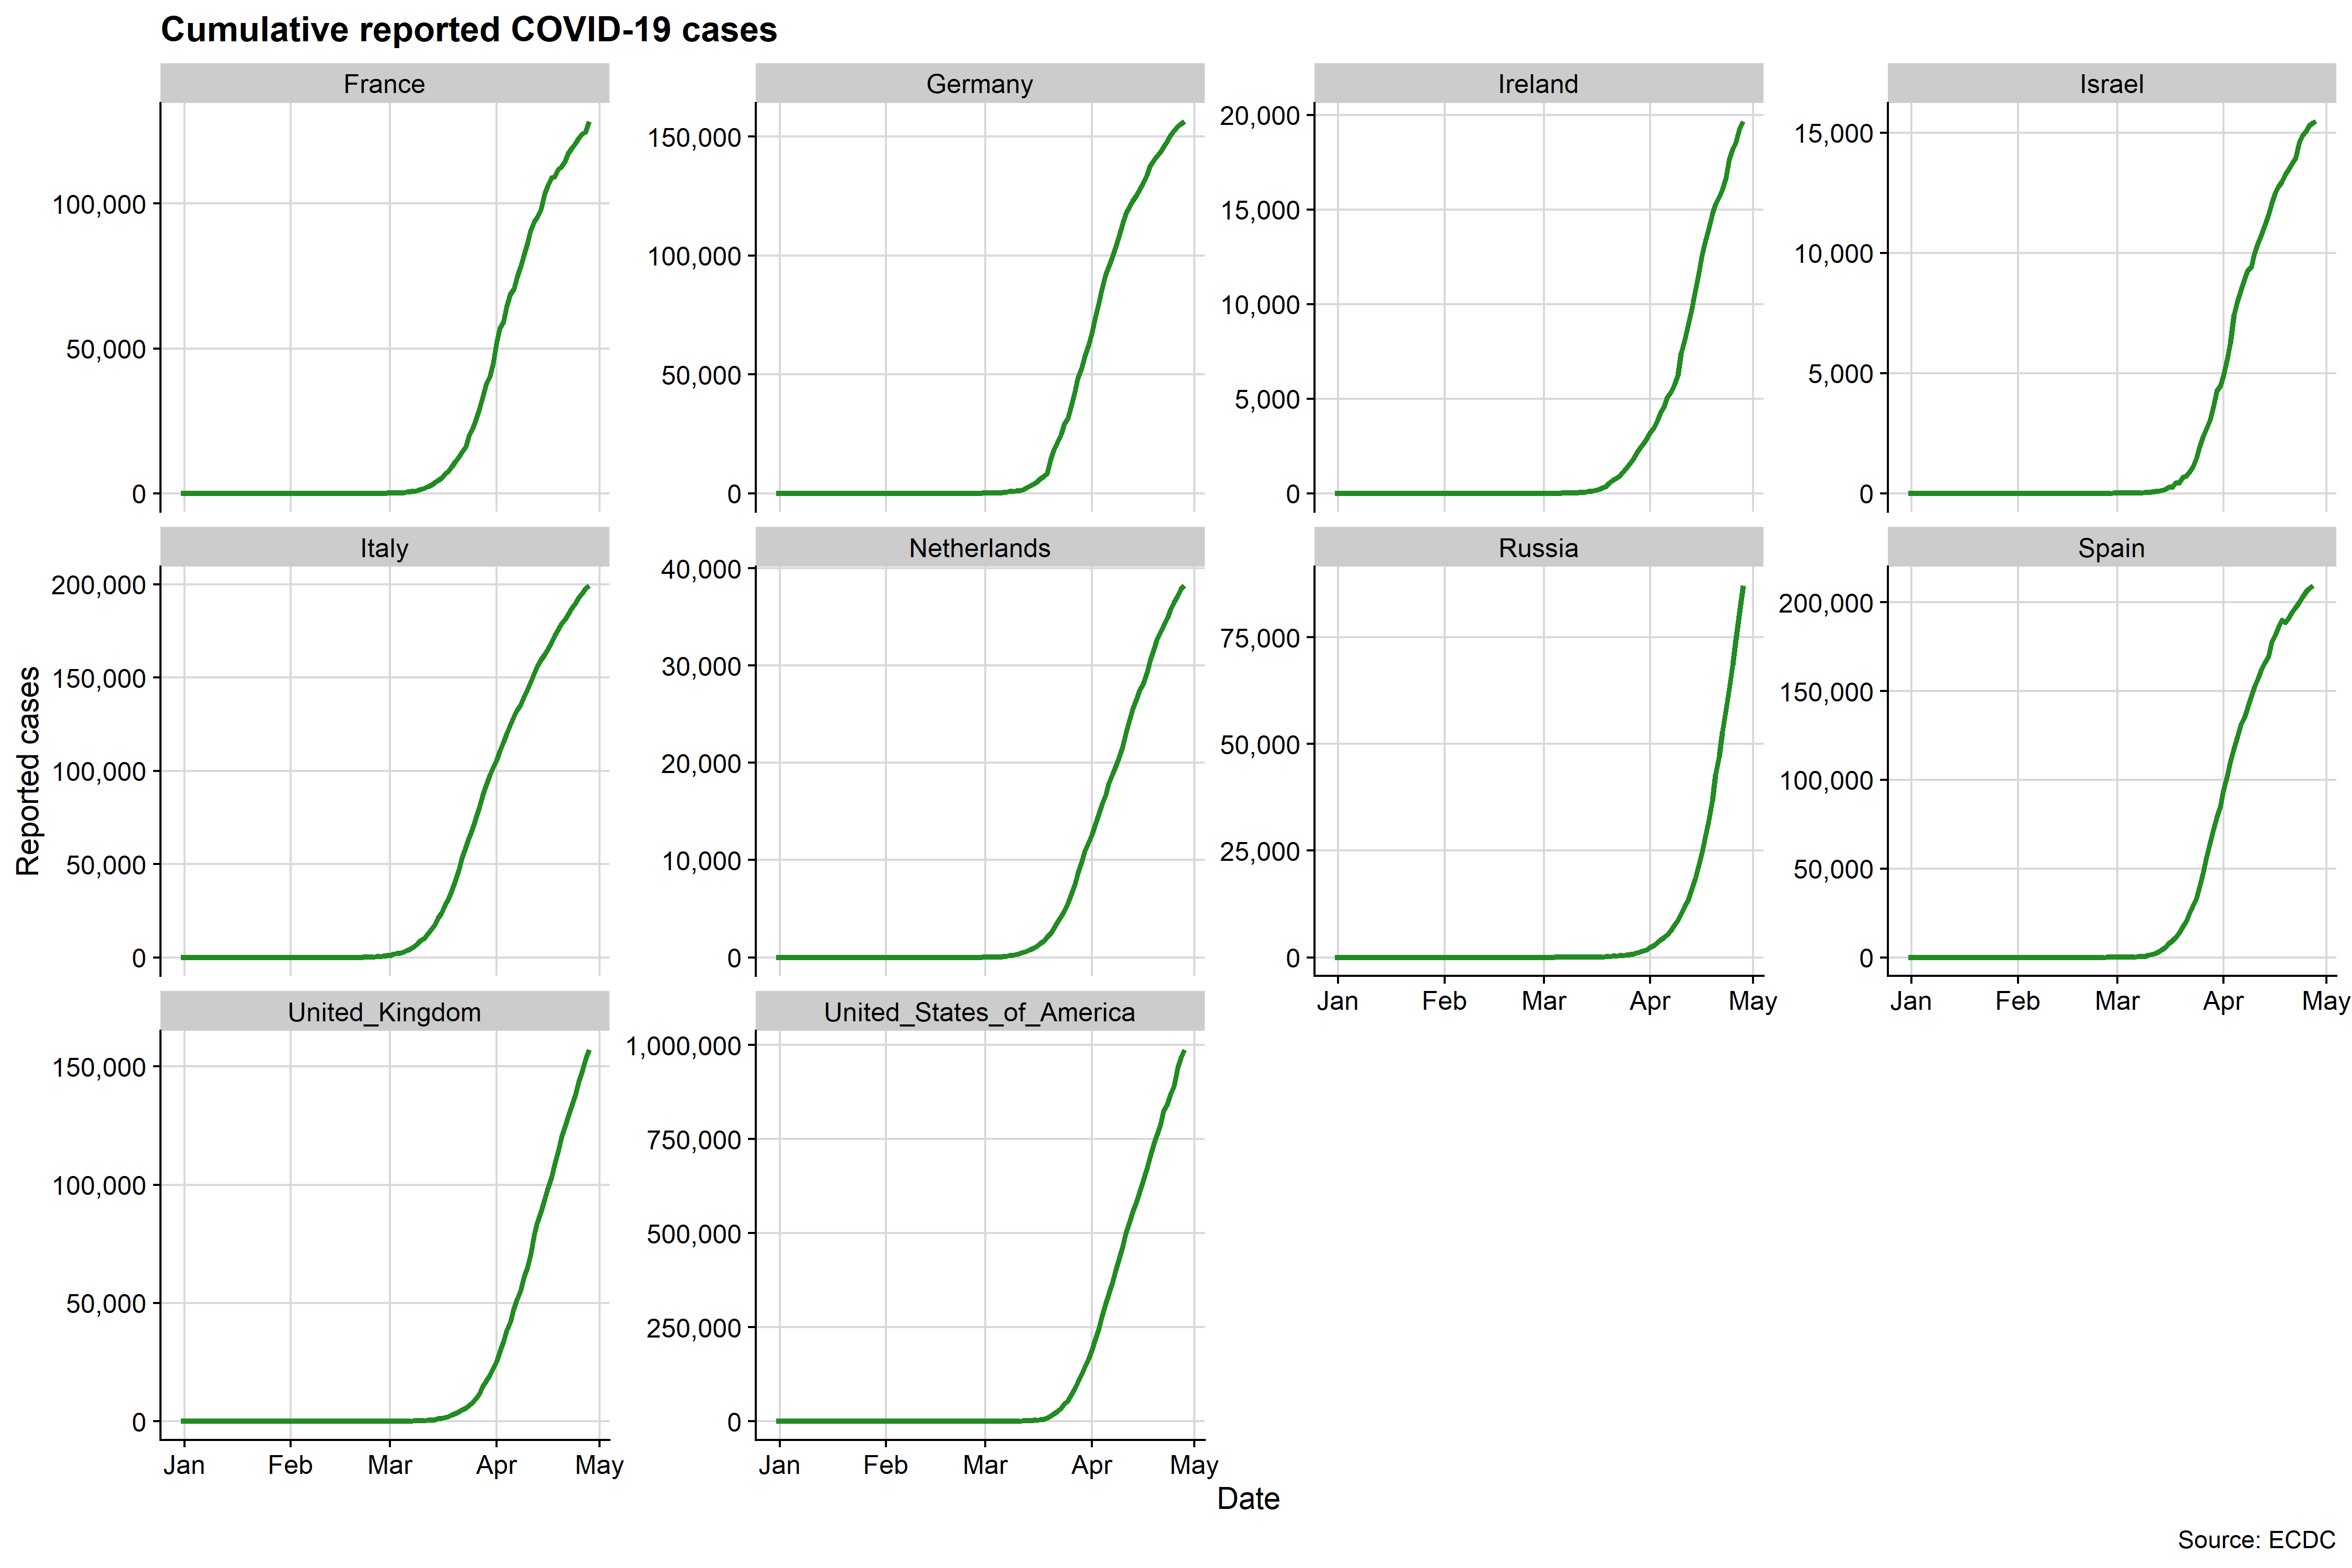 Cumulative reported COVID-19 cases
France
Germany
Ireland
Israel
100,000
50,000
0
150,000
100,000
50,000
0
20,000
15,000
10,000
5,000
0
15,000
10,000
5,000
0
Italy
Netherlands
Russia
Spain
200,000
150,000
100,000
50,000
0
40,000
30,000
20,000
10,000
0
75,000
50,000
25,000
0
200,000
150,000
100,000
50,000
0
Jan Feb Mar Apr May
Jan Feb Mar Apr May
United_Kingdom
United_States_of_America
150,000
100,000
50,000
0
1,000,000
750,000
500,000
250,000
0
Jan Feb Mar Apr May
Jan Feb Mar Apr May
Reported cases
Date
Source: ECDC